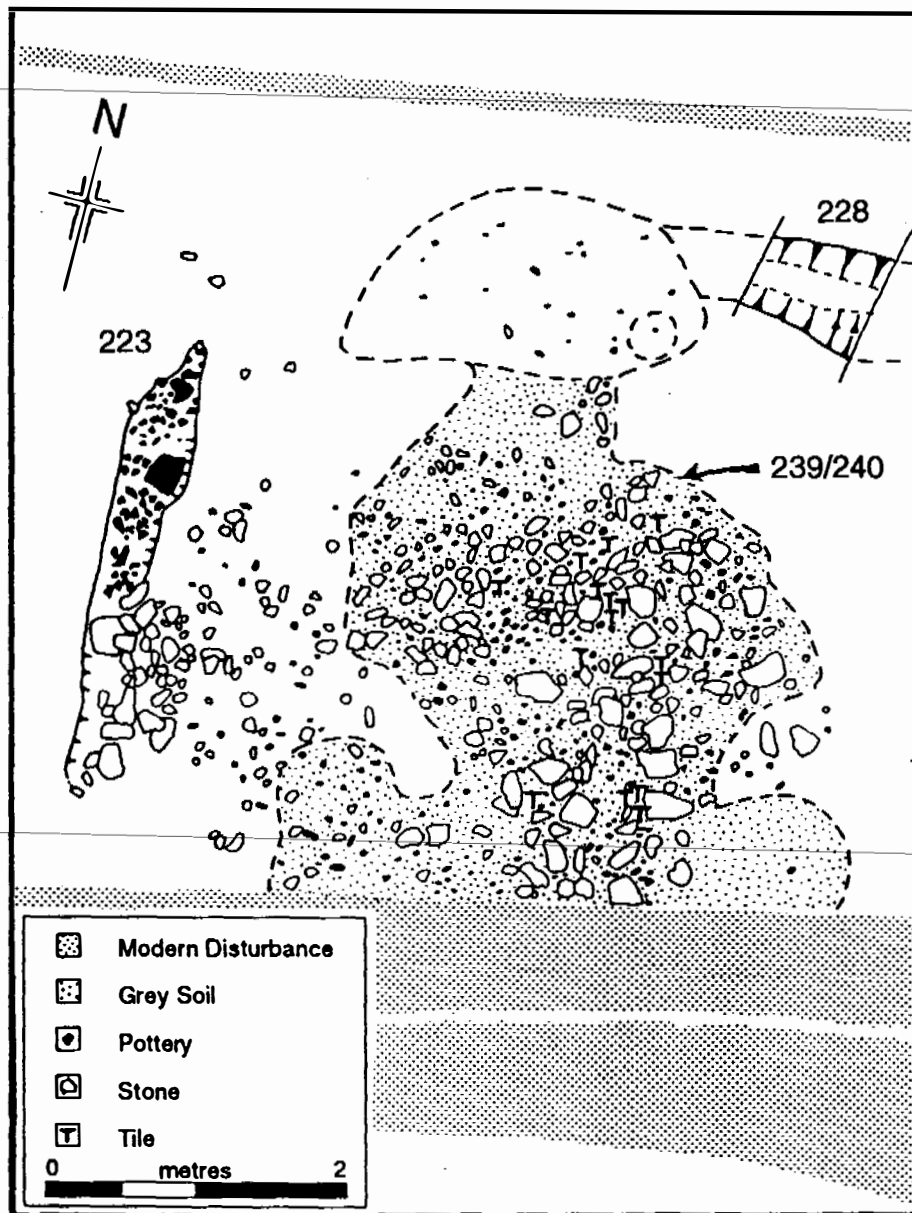 N
228
223
239/240
Modern Disturbance
Grey Soil
Pottery
Stone
T Tile
0 metres 2